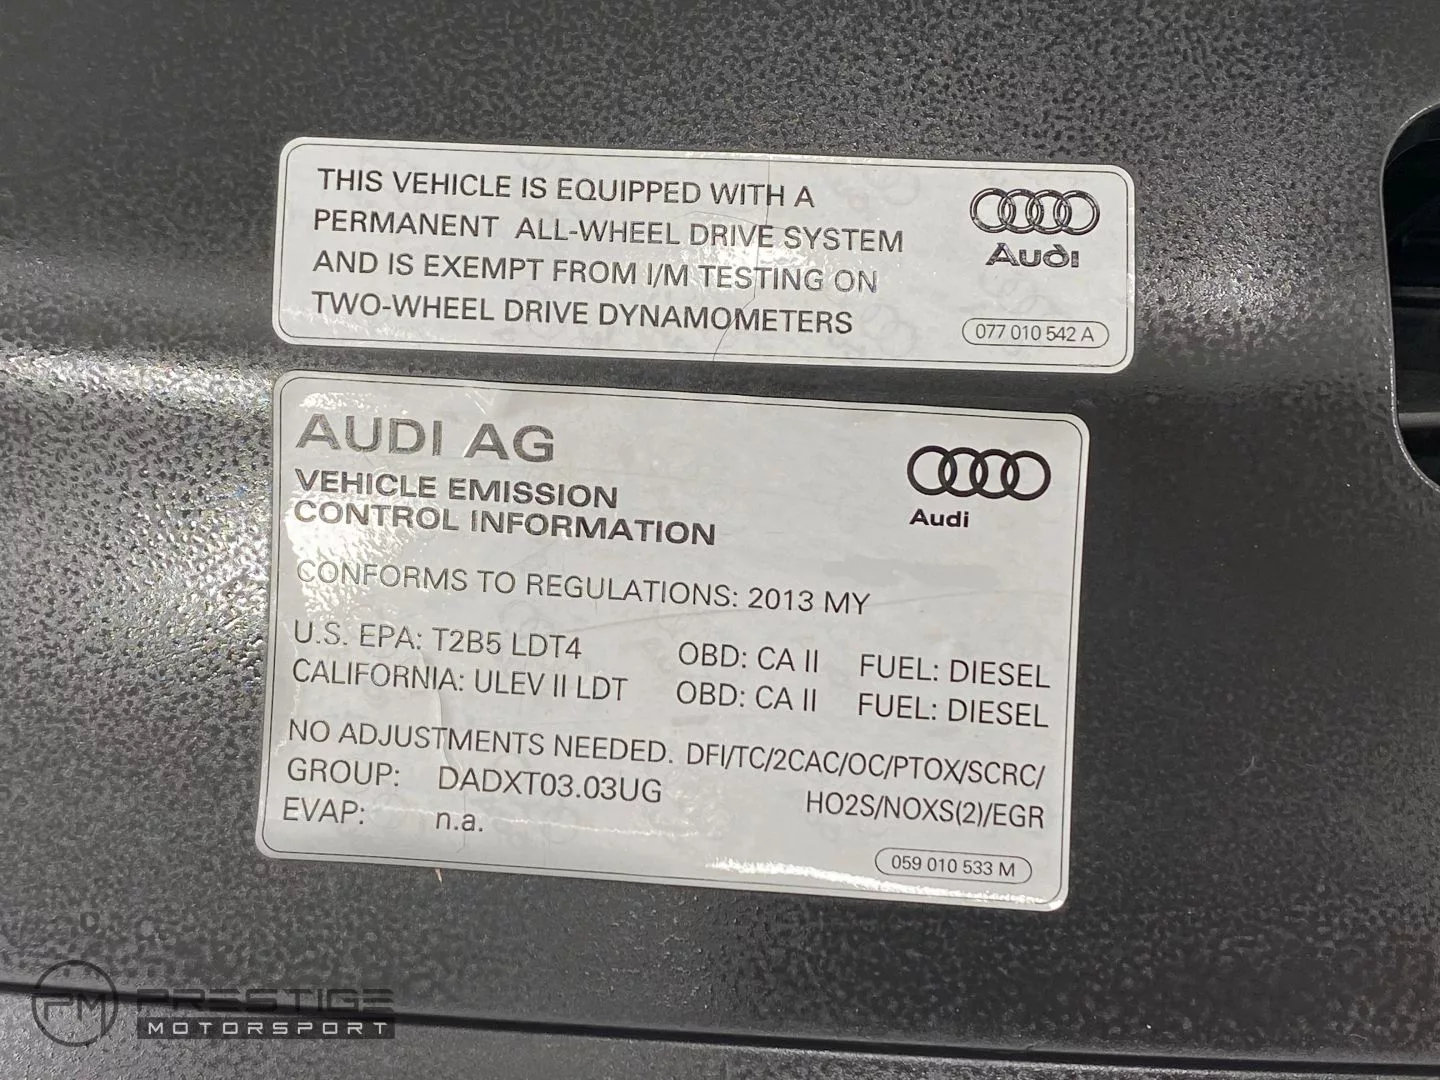 THIS VEHICLE IS EQUIPPED WITH A
PERMANENT ALL-WHEEL DRIVE SYSTEM
AND IS EXEMPT FROM I/M TESTING ON
TWO-WHEEL DRIVE DYNAMOMETERS
Audi
077 010 542 A
AUDI AG
VEHICLE EMISSION
CONTROL INFORMATION
Audi
CONFORMS TO REGULATIONS: 2013 MY
U.S. EPA: T2B5 LDT4 OBD: CA II FUEL: DIESEL
CALIFORNIA: ULEV II LDT OBD: CA II FUEL: DIESEL
NO ADJUSTMENTS NEEDED. DFI/TC/2CAC/OC/PTOX/SCRC/
GROUP: DADXT03.03UG HO2S/NOXS(2)/EGR
EVAP: n.a.
059 010 533 M
PM PRESTIGE
MOTORSPORT